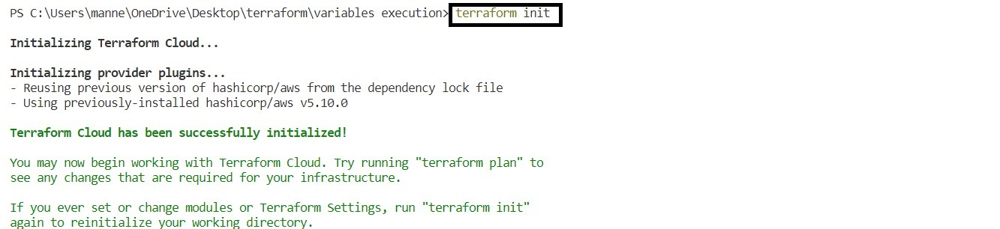 PS C:\Users\manne\OneDrive\Desktop\terraform\variables execution> terraform init
Initializing Terraform Cloud...
Initializing provider plugins...
- Reusing previous version of hashicorp/aws from the dependency lock file
- Using previously-installed hashicorp/aws v5.10.0
Terraform Cloud has been successfully initialized!
You may now begin working with Terraform Cloud. Try running "terraform plan" to
see any changes that are required for your infrastructure.
If you ever set or change modules or Terraform Settings, run "terraform init"
again to reinitialize your working directory.